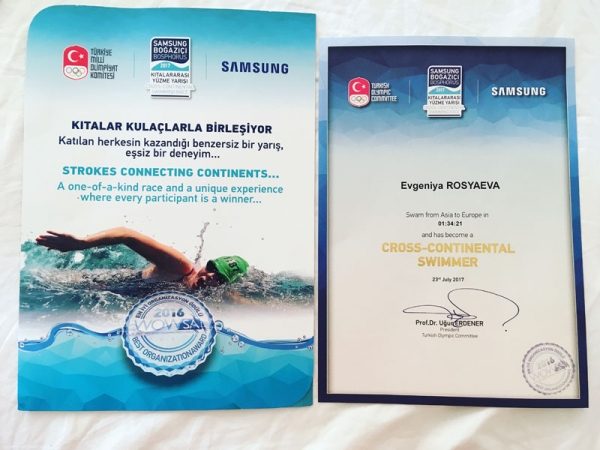 TÜRKİYE
MİLLİ
OLİMPİYAT
KOMİTESİ
SAMSUNG
BOĞAZİÇİ
BOSPHORUS
2017
KITALARARASI
YÜZME YARIŞI
SAMSUNG
KITALAR KULAÇLARLA BİRLEŞİYOR
Katılan herkesin kazandığı benzersiz bir yarış,
eşsiz bir deneyim...
STROKES CONNECTING CONTINENTS...
A one-of-a-kind race and a unique experience
where every participant is a winner...
2016
BEST ORGANIZATION AWARD
TURKISH
OLYMPIC
COMMITTEE
SAMSUNG
BOĞAZİÇİ
BOSPHORUS
2017
KITALARARASI
YÜZME YARIŞI
SAMSUNG
Evgeniya ROSYAEVA
Swam from Asia to Europe in
01:34:21
and has become a
CROSS-CONTINENTAL
SWIMMER
23rd July 2017
Prof.Dr. Uğur ERDENER
President
Turkish Olympic Committee
2016